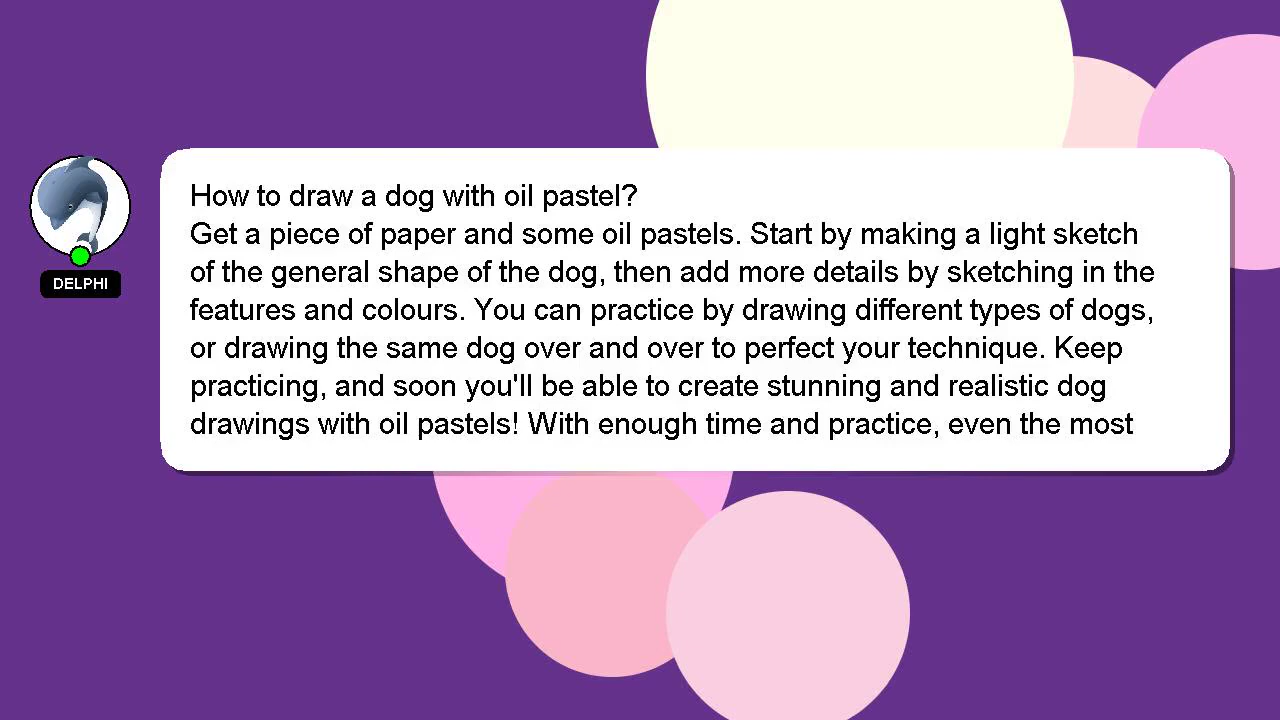 How to draw a dog with oil pastel?
Get a piece of paper and some oil pastels. Start by making a light sketch
of the general shape of the dog, then add more details by sketching in the
features and colours. You can practice by drawing different types of dogs,
or drawing the same dog over and over to perfect your technique. Keep
practicing, and soon you'll be able to create stunning and realistic dog
drawings with oil pastels! With enough time and practice, even the most
DELPHI